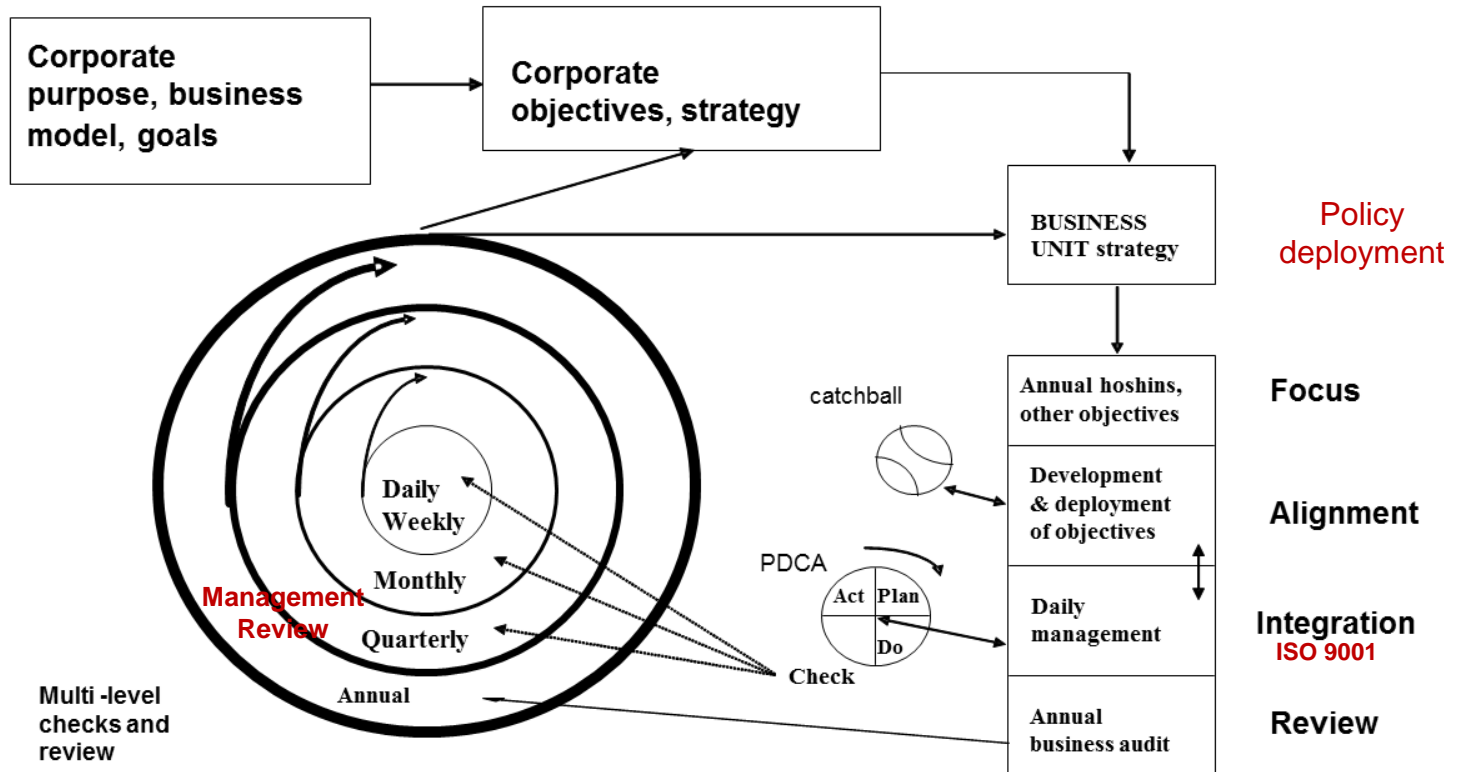 Corporate
purpose, business
model, goals
Corporate
objectives, strategy
BUSINESS
UNIT strategy
Policy
deployment
Annual hoshins,
other objectives
Focus
catchball
Development
& deployment
of objectives
Alignment
PDCA
Act Plan
Do
Check
Daily
management
Integration
ISO 9001
Annual
business audit
Review
Daily
Weekly
Monthly
Management
Review
Quarterly
Annual
Multi -level
checks and
review